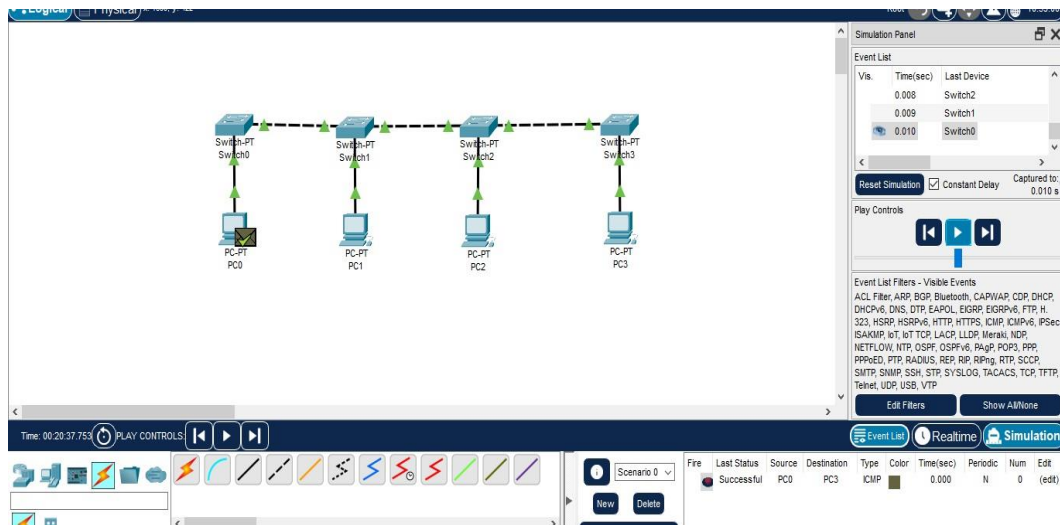 Logical Physical
Root
Simulation Panel
Event List
Vis. Time(sec) Last Device
0.008 Switch2
0.009 Switch1
0.010 Switch0
Reset Simulation Constant Delay Captured to:
0.010 s
Play Controls
Event List Filters - Visible Events
ACL Filter, ARP, BGP, Bluetooth, CAPWAP, CDP, DHCP,
DHCPv6, DNS, DTP, EAPOL, EIGRP, EIGRPv6, FTP, H.
323, HSRP, HSRPv6, HTTP, HTTPS, ICMP, ICMPv6, IPSec,
ISAKMP, IoT, IoT TCP, LACP, LLDP, Meraki, NDP,
NETFLOW, NTP, OSPF, OSPFv6, PAgP, POP3, PPP,
PPPoED, PTP, RADIUS, REP, RIP, RIPng, RTP, SCCP,
SMTP, SNMP, SSH, STP, SYSLOG, TACACS, TCP, TFTP,
Telnet, UDP, USB, VTP
Edit Filters Show All/None
Switch-PT
Switch0
Switch-PT
Switch1
Switch-PT
Switch2
Switch-PT
Switch3
PC-PT
PC0
PC-PT
PC1
PC-PT
PC2
PC-PT
PC3
Time: 00:20:37.753 PLAY CONTROLS:
Event List Realtime Simulation
Scenario 0
New Delete
Fire Last Status Source Destination Type Color Time(sec) Periodic Num Edit
Successful PC0 PC3 ICMP 0.000 N 0 (edit)